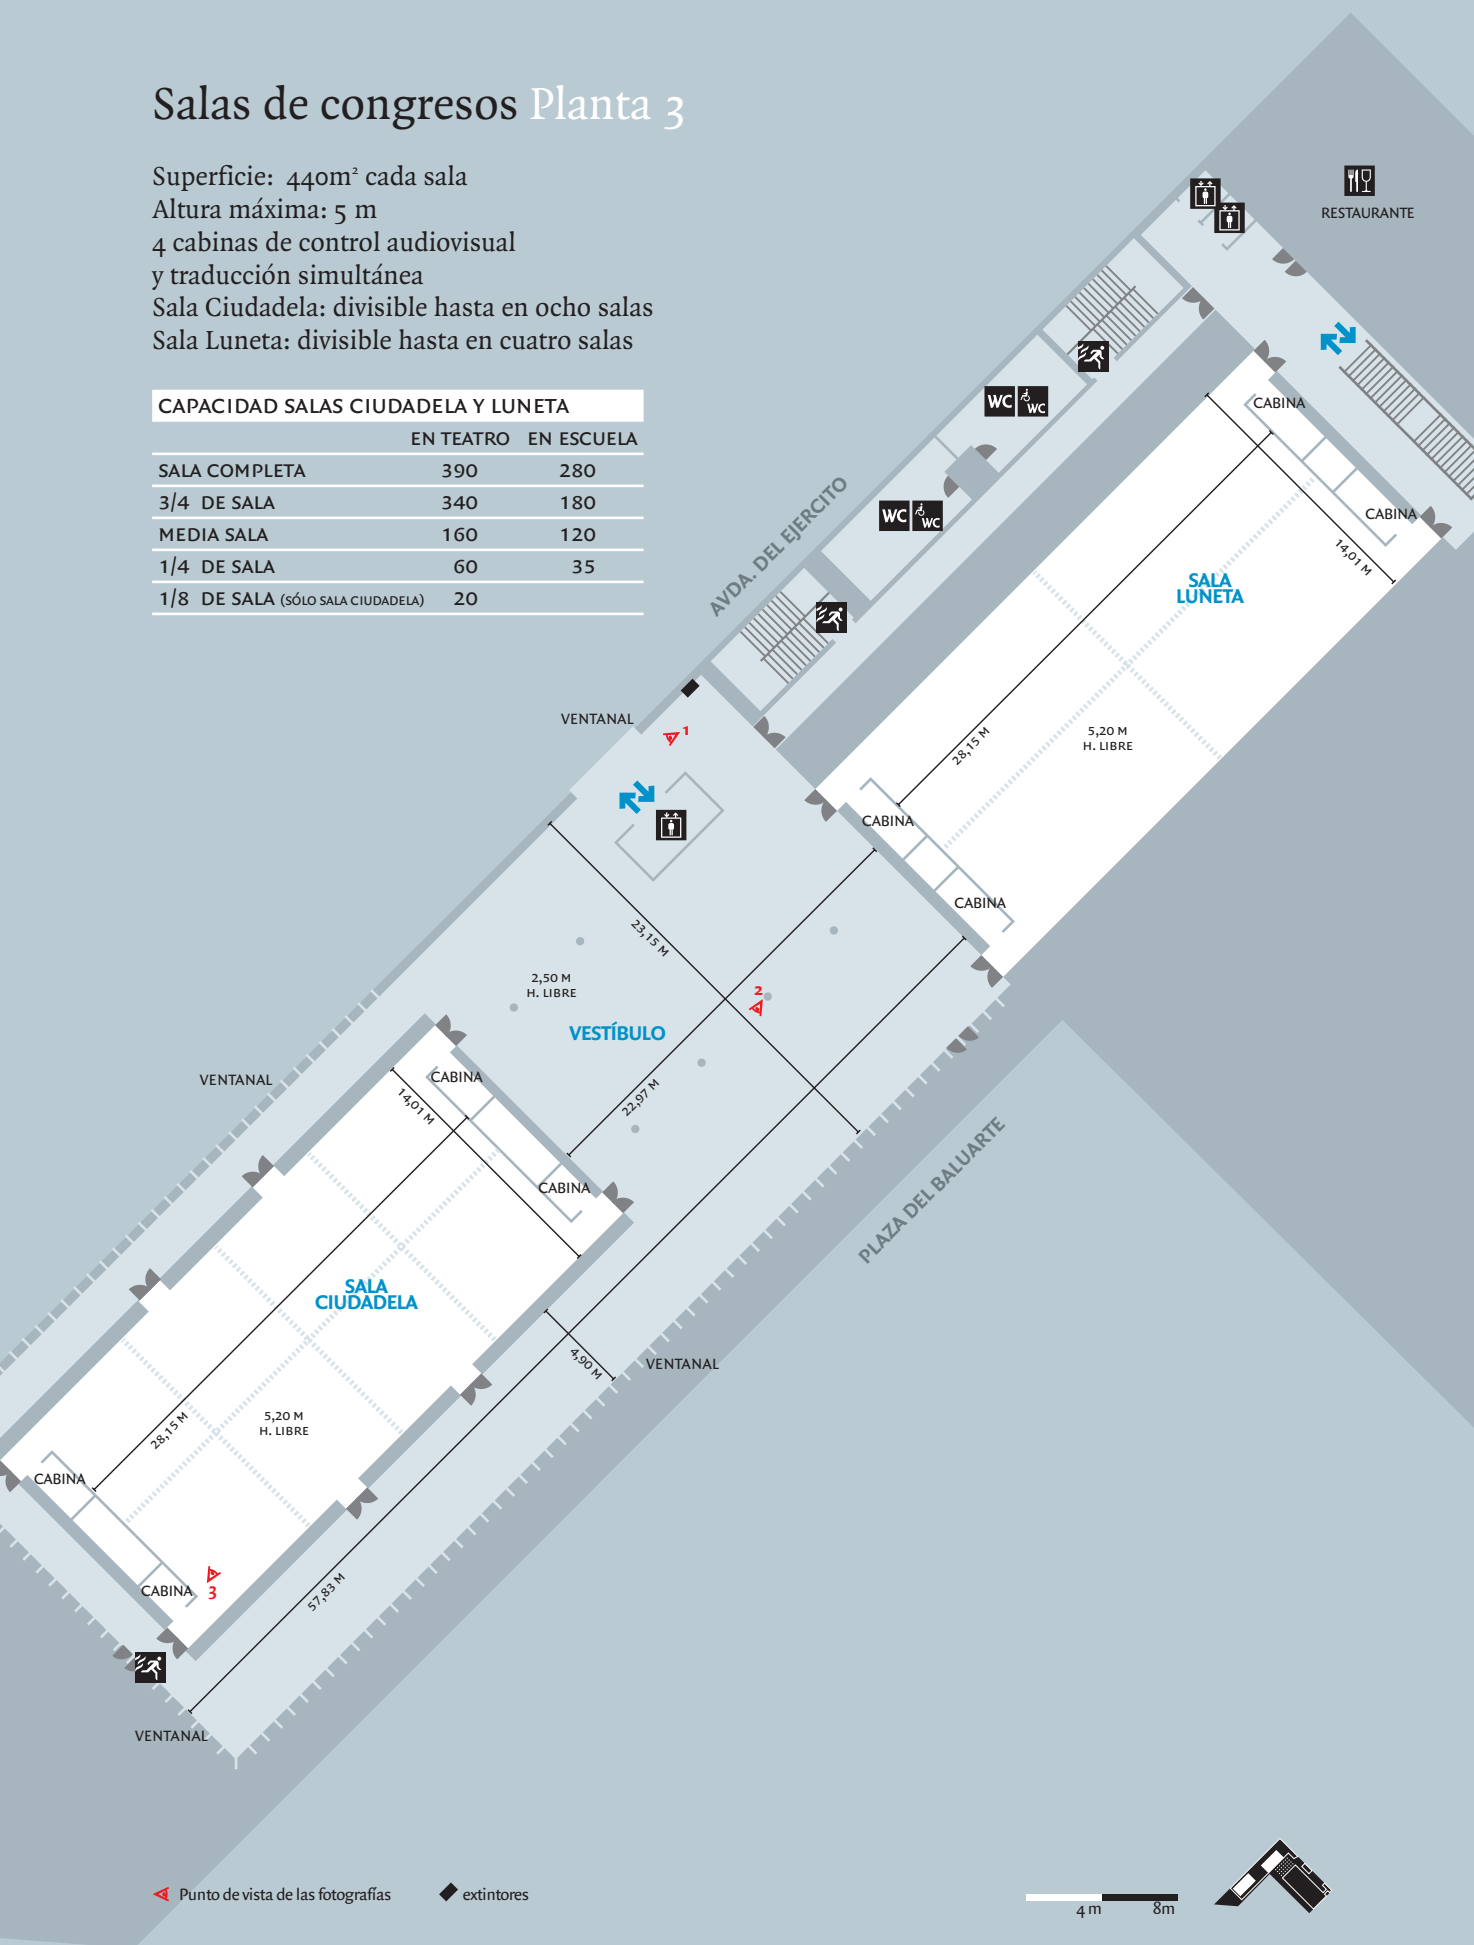 Salas de congresos Planta 3
Superficie: 440m² cada sala
Altura máxima: 5 m
4 cabinas de control audiovisual
y traducción simultánea
Sala Ciudadela: divisible hasta en ocho salas
Sala Luneta: divisible hasta en cuatro salas
CAPACIDAD SALAS CIUDADELA Y LUNETA
EN TEATRO EN ESCUELA
SALA COMPLETA 390 280
3/4 DE SALA 340 180
MEDIA SALA 160 120
1/4 DE SALA 60 35
1/8 DE SALA (SÓLO SALA CIUDADELA) 20
RESTAURANTE
CABINA
WC WC
CABINA
AVDA. DEL EJERCITO
WC WC
14,01 M
SALA
LUNETA
VENTANAL
1
28,15 M
5,20 M
H. LIBRE
CABINA
CABINA
23,15 M
2,50 M
H. LIBRE
2
VESTÍBULO
VENTANAL
CABINA
14,01 M
22,97 M
CABINA
PLAZA DEL BALUARTE
SALA
CIUDADELA
4,90 M
VENTANAL
28,15 M
5,20 M
H. LIBRE
CABINA
CABINA
3
57,83 M
VENTANAL
Punto de vista de las fotografías
extintores
4 m 8m